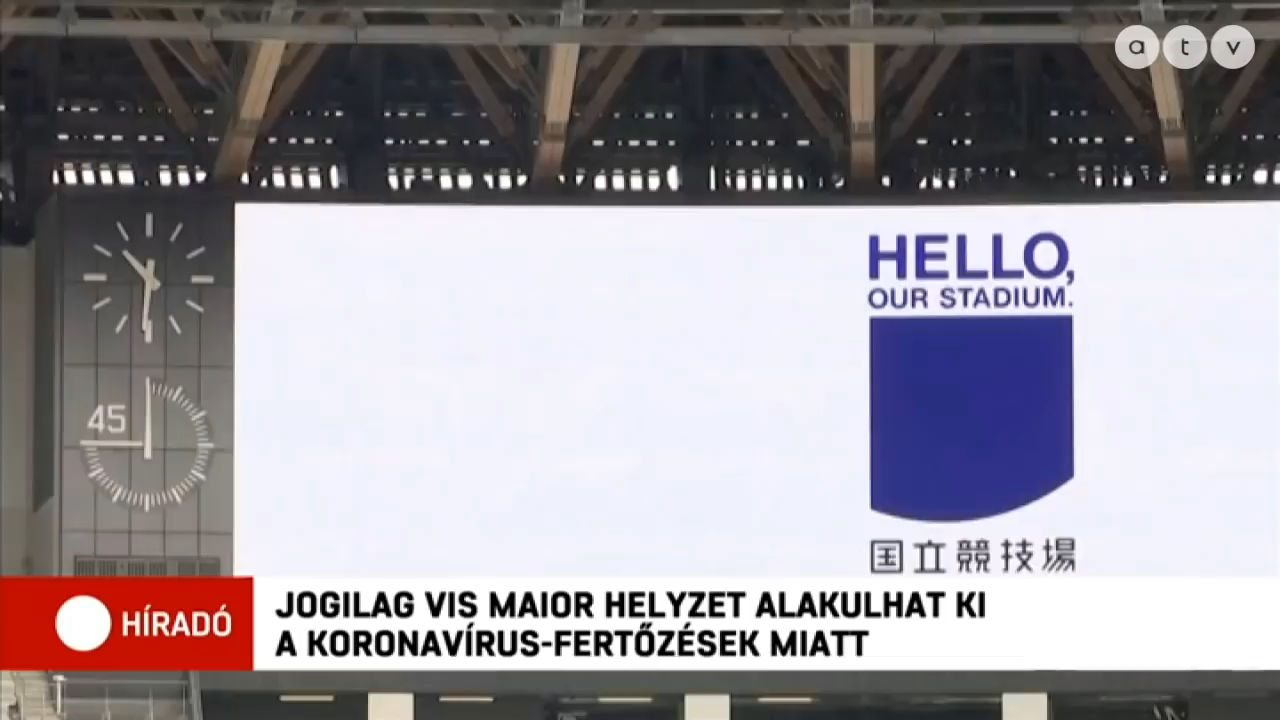 atv
HELLO,
OUR STADIUM.
45
国立競技場
HÍRADÓ
JOGILAG VIS MAIOR HELYZET ALAKULHAT KI
A KORONAVÍRUS-FERTŐZÉSEK MIATT